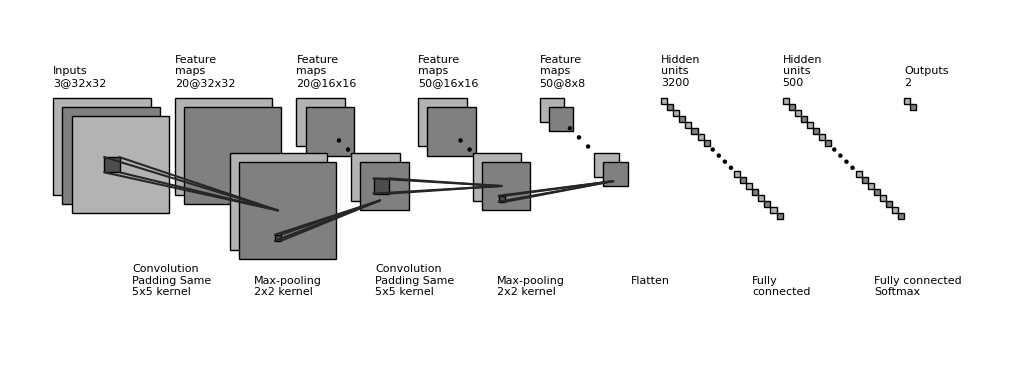 Inputs
3@32x32
Feature
maps
20@32x32
Feature
maps
20@16x16
Feature
maps
50@16x16
Feature
maps
50@8x8
Hidden
units
3200
Hidden
units
500
Outputs
2
Convolution
Padding Same
5x5 kernel
Max-pooling
2x2 kernel
Convolution
Padding Same
5x5 kernel
Max-pooling
2x2 kernel
Flatten
Fully
connected
Fully connected
Softmax